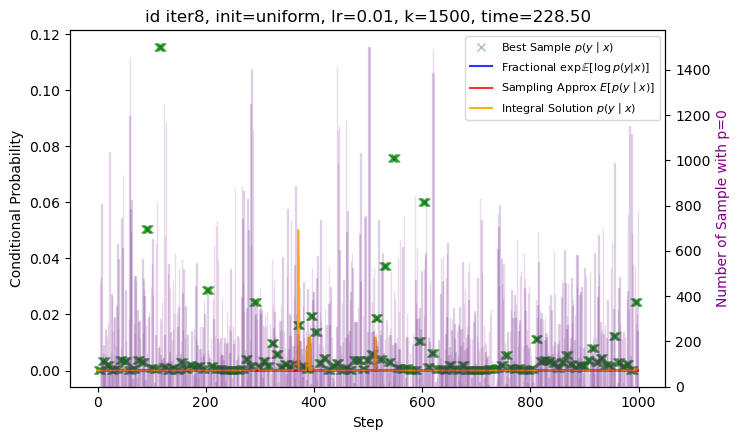 id iter8, init=uniform, lr=0.01, k=1500, time=228.50
Best Sample p(y | x)
Fractional exp𝔼[log p(y|x)]
Sampling Approx E[p(y | x)]
Integral Solution p(y | x)
Conditional Probability
0.12
0.10
0.08
0.06
0.04
0.02
0.00
1400
1200
1000
800
600
400
200
0
Number of Sample with p=0
0
200
400
600
800
1000
Step